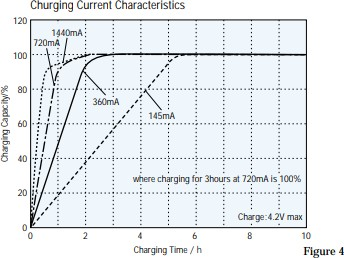 Churging Current Characteristics
120
1440mA
720mA
100
80
360mA
145mA
60
40
where charging for 3hours at 720mA is 100%
20
Charge:4.2V max
0
0
2
4
6
8
10
Charging Capacity/%
Charging Time / h
Figure 4